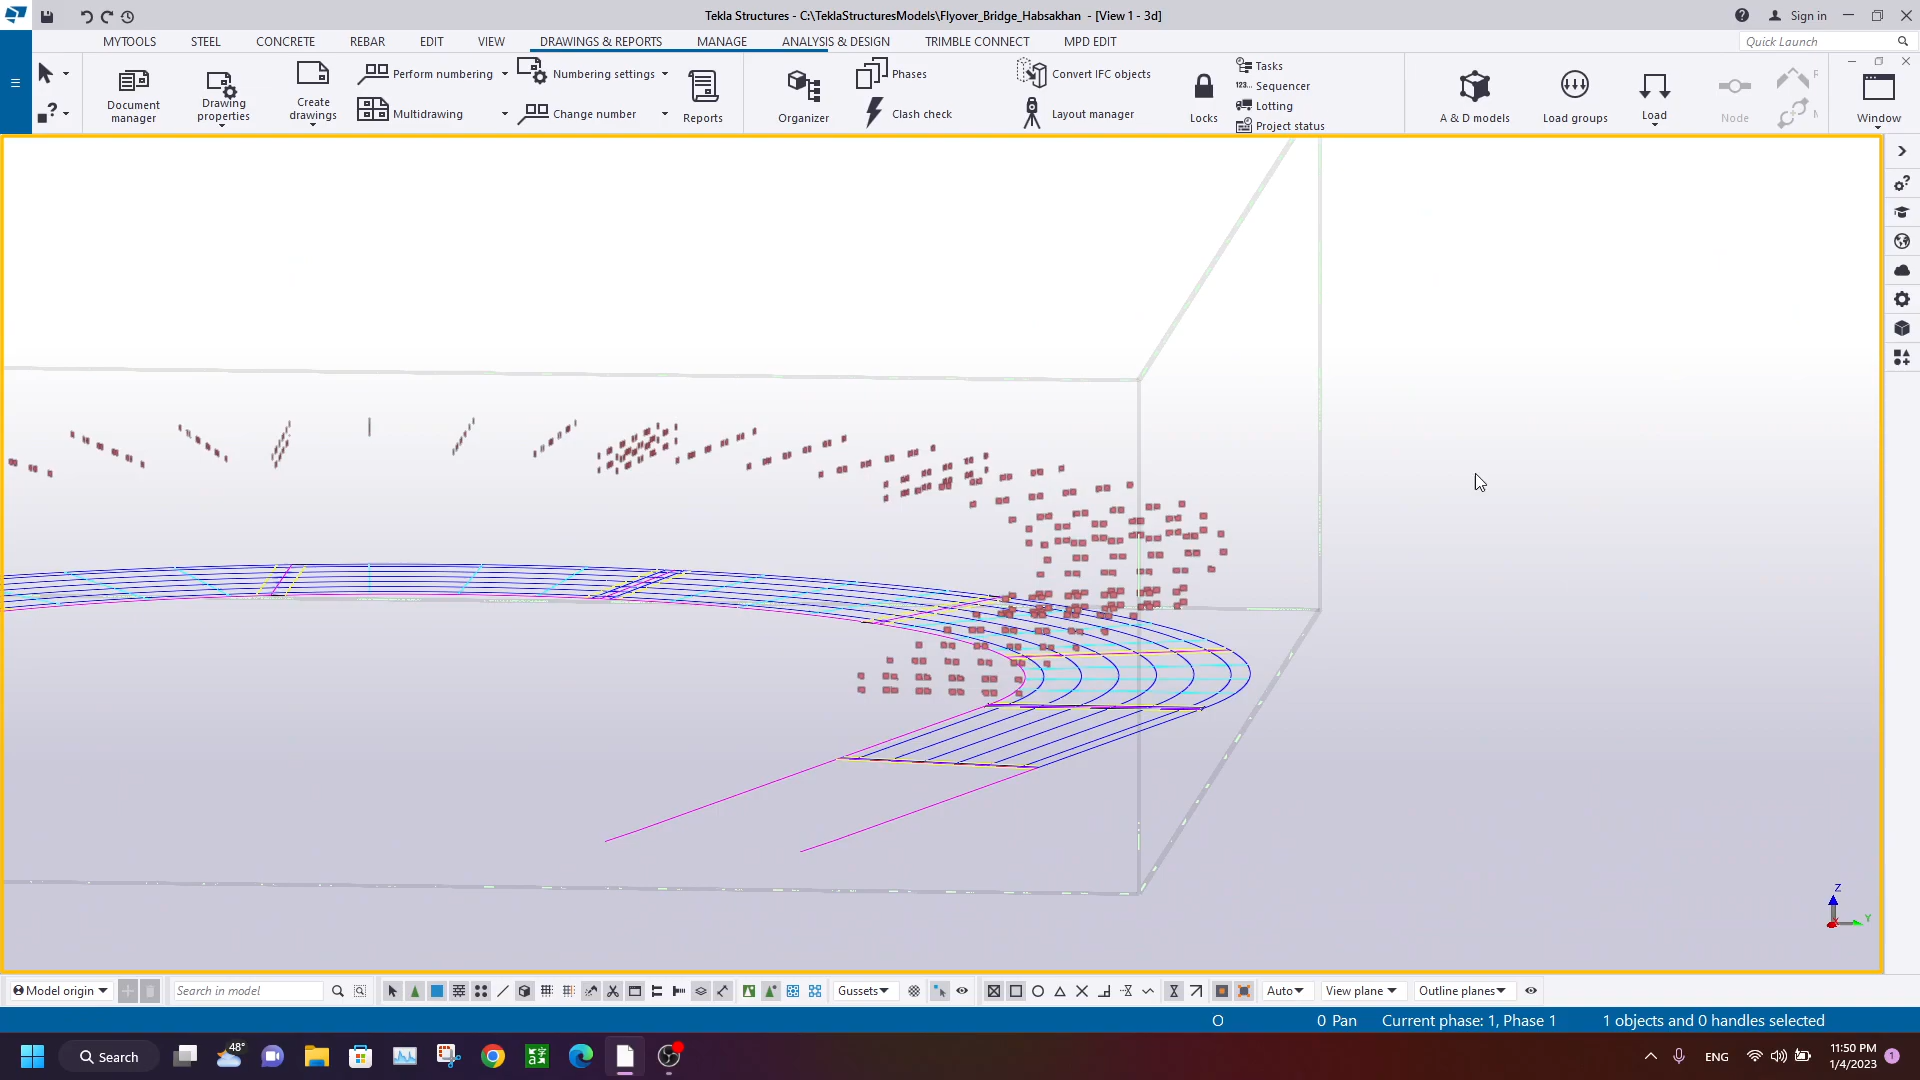 Tekla Structures - C:\TeklaStructuresModels\Flyover_Bridge_Habsakhan - [View 1 - 3d]
Sign in
MYTOOLS STEEL CONCRETE REBAR EDIT VIEW DRAWINGS & REPORTS MANAGE ANALYSIS & DESIGN TRIMBLE CONNECT MPD EDIT
Quick Launch
Document manager
Drawing properties
Create drawings
Perform numbering
Multidrawing
Numbering settings
Change number
Reports
Organizer
Phases
Clash check
Convert IFC objects
Layout manager
Locks
Tasks
123... Sequencer
Lotting
Project status
A & D models
Load groups
Load
Node
Window
Z
Y
Model origin
Search in model
Gussets
Auto
View plane
Outline planes
O
0 Pan
Current phase: 1, Phase 1
1 objects and 0 handles selected
Search
48°
ENG
11:50 PM
1/4/2023
1